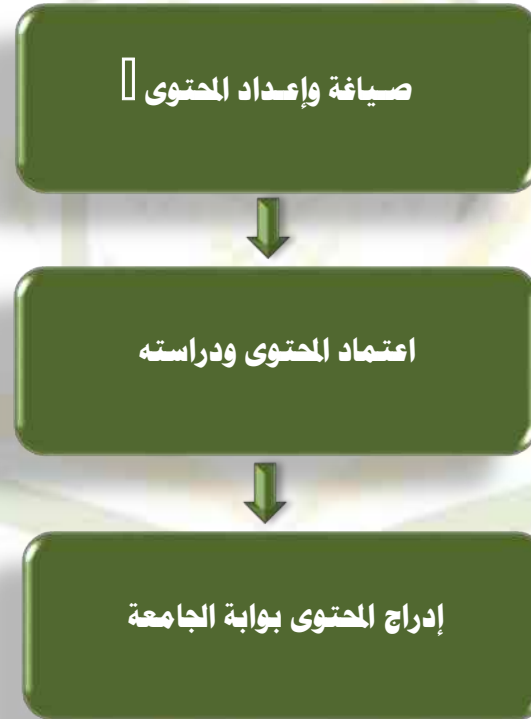 صياغة وإعداد المحتوى
اعتماد المحتوى ودراسته
إدراج المحتوى بوابة الجامعة